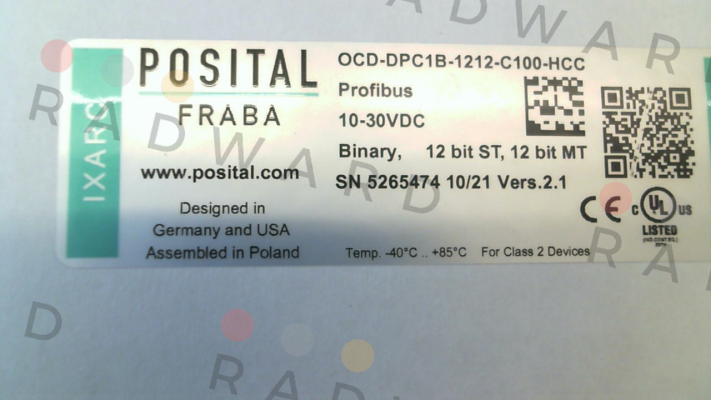 POSITAL
FRABA
IXARC
www.posital.com
Designed in
Germany and USA
Assembled in Poland
OCD-DPC1B-1212-C100-HCC
Profibus
10-30VDC
Binary, 12 bit ST, 12 bit MT
SN 5265474 10/21 Vers.2.1
CE
c UL US
LISTED
Temp. -40°C .. +85°C For Class 2 Devices
RADWARD
RADWARD
RAD
D
RADWAR